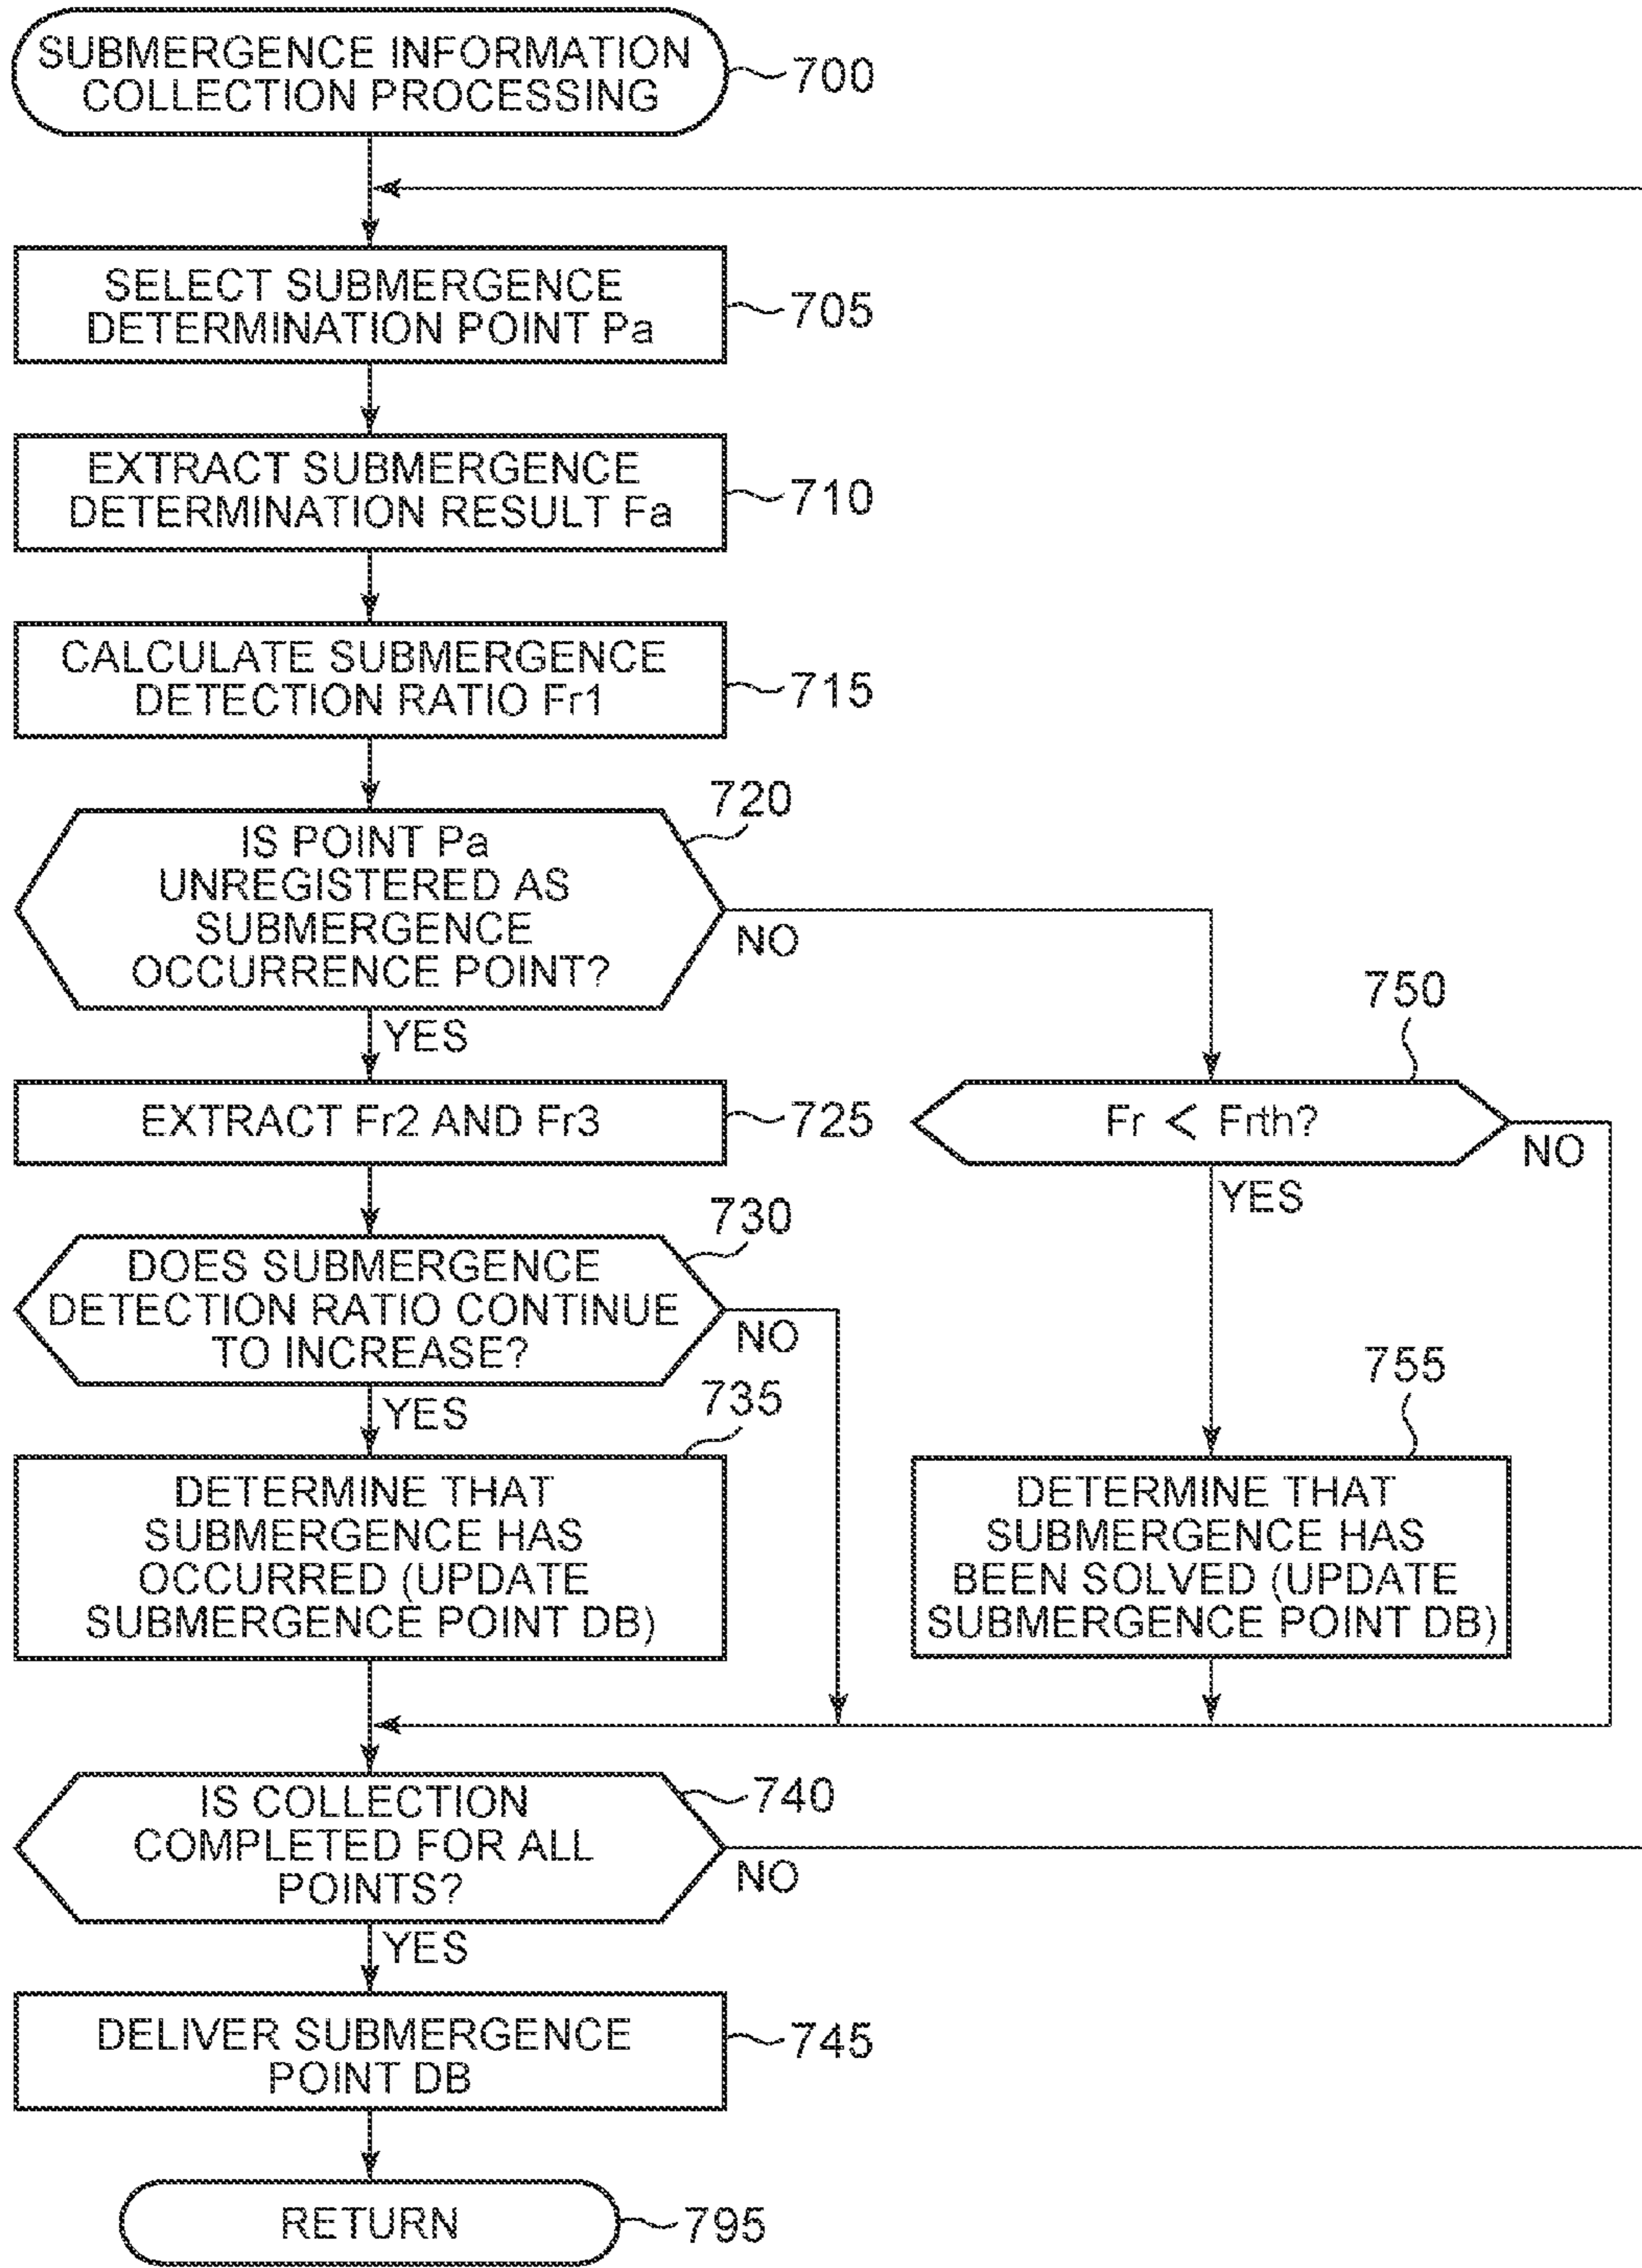 SUBMERGENCE INFORMATION
COLLECTION PROCESSING
700
SELECT SUBMERGENCE
DETERMINATION POINT Pa
705
EXTRACT SUBMERGENCE
DETERMINATION RESULT Fa
710
CALCULATE SUBMERGENCE
DETECTION RATIO Fr1
715
720
IS POINT Pa
UNREGISTERED AS
SUBMERGENCE
OCCURRENCE POINT?
NO
YES
EXTRACT Fr2 AND Fr3
725
750
Fr < Frth?
NO
YES
730
DOES SUBMERGENCE
DETECTION RATIO CONTINUE
TO INCREASE?
NO
YES
735
DETERMINE THAT
SUBMERGENCE HAS
OCCURRED (UPDATE
SUBMERGENCE POINT DB)
755
DETERMINE THAT
SUBMERGENCE HAS
BEEN SOLVED (UPDATE
SUBMERGENCE POINT DB)
740
IS COLLECTION
COMPLETED FOR ALL
POINTS?
NO
YES
DELIVER SUBMERGENCE
POINT DB
745
RETURN
795